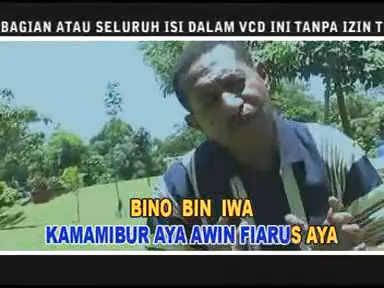 BAGIAN ATAU SELURUH ISI DALAM VCD INI TANPA IZIN T
BINO BIN IWA
KAMAMIBUR AYA AWIN FIARUS AYA